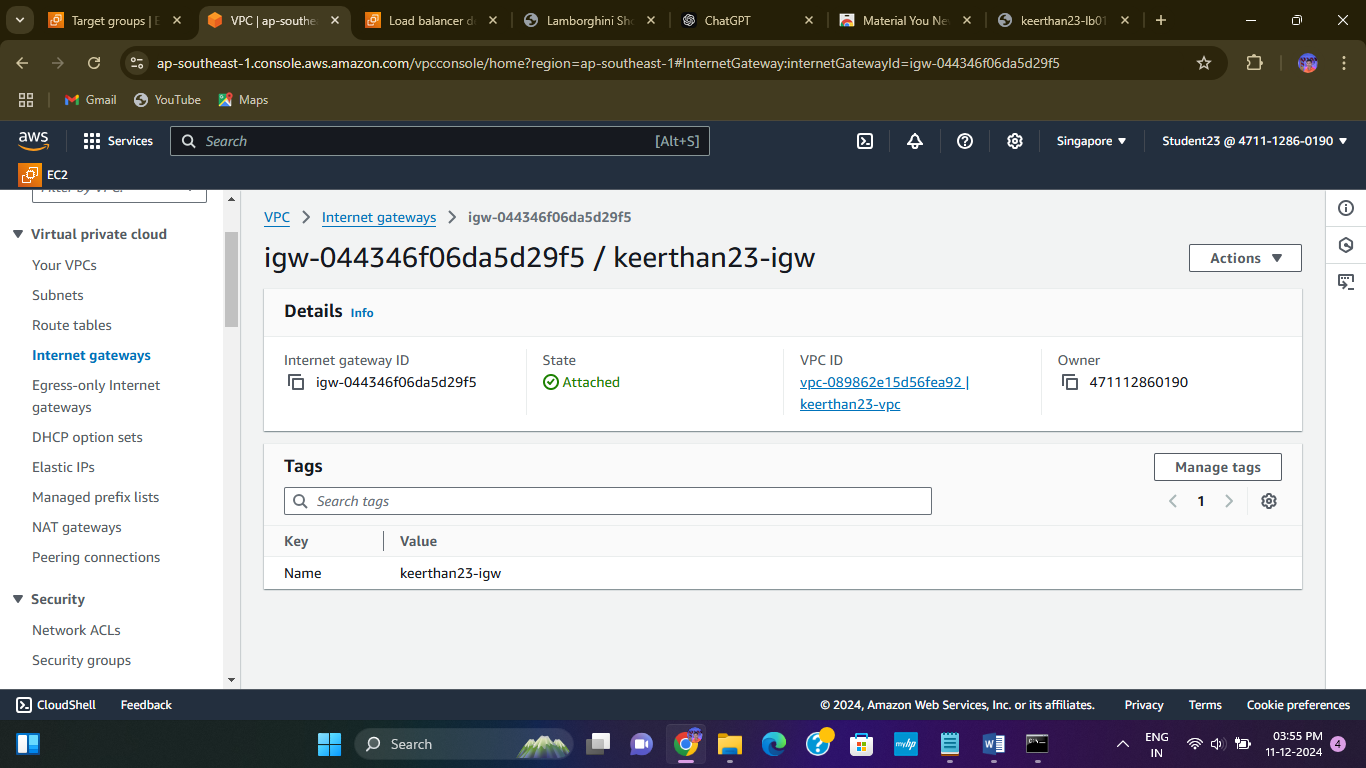 Target groups | E
VPC | ap-southe
Load balancer d
Lamborghini Sho
ChatGPT
Material You Ne
keerthan23-lb01
ap-southeast-1.console.aws.amazon.com/vpcconsole/home?region=ap-southeast-1#InternetGateway:internetGatewayId=igw-044346f06da5d29f5
Gmail YouTube Maps
aws Services Search [Alt+S] Singapore Student23 @ 4711-1286-0190
EC2
Virtual private cloud
Your VPCs
Subnets
Route tables
Internet gateways
Egress-only Internet
gateways
DHCP option sets
Elastic IPs
Managed prefix lists
NAT gateways
Peering connections
Security
Network ACLs
Security groups
VPC > Internet gateways > igw-044346f06da5d29f5
igw-044346f06da5d29f5 / keerthan23-igw
Actions
Details Info
Internet gateway ID
igw-044346f06da5d29f5
State
Attached
VPC ID
vpc-089862e15d56fea92 |
keerthan23-vpc
Owner
471112860190
Tags
Manage tags
Search tags
1
Key Value
Name keerthan23-igw
CloudShell Feedback © 2024, Amazon Web Services, Inc. or its affiliates. Privacy Terms Cookie preferences
Search
myhp
ENG
IN
03:55 PM
11-12-2024
4